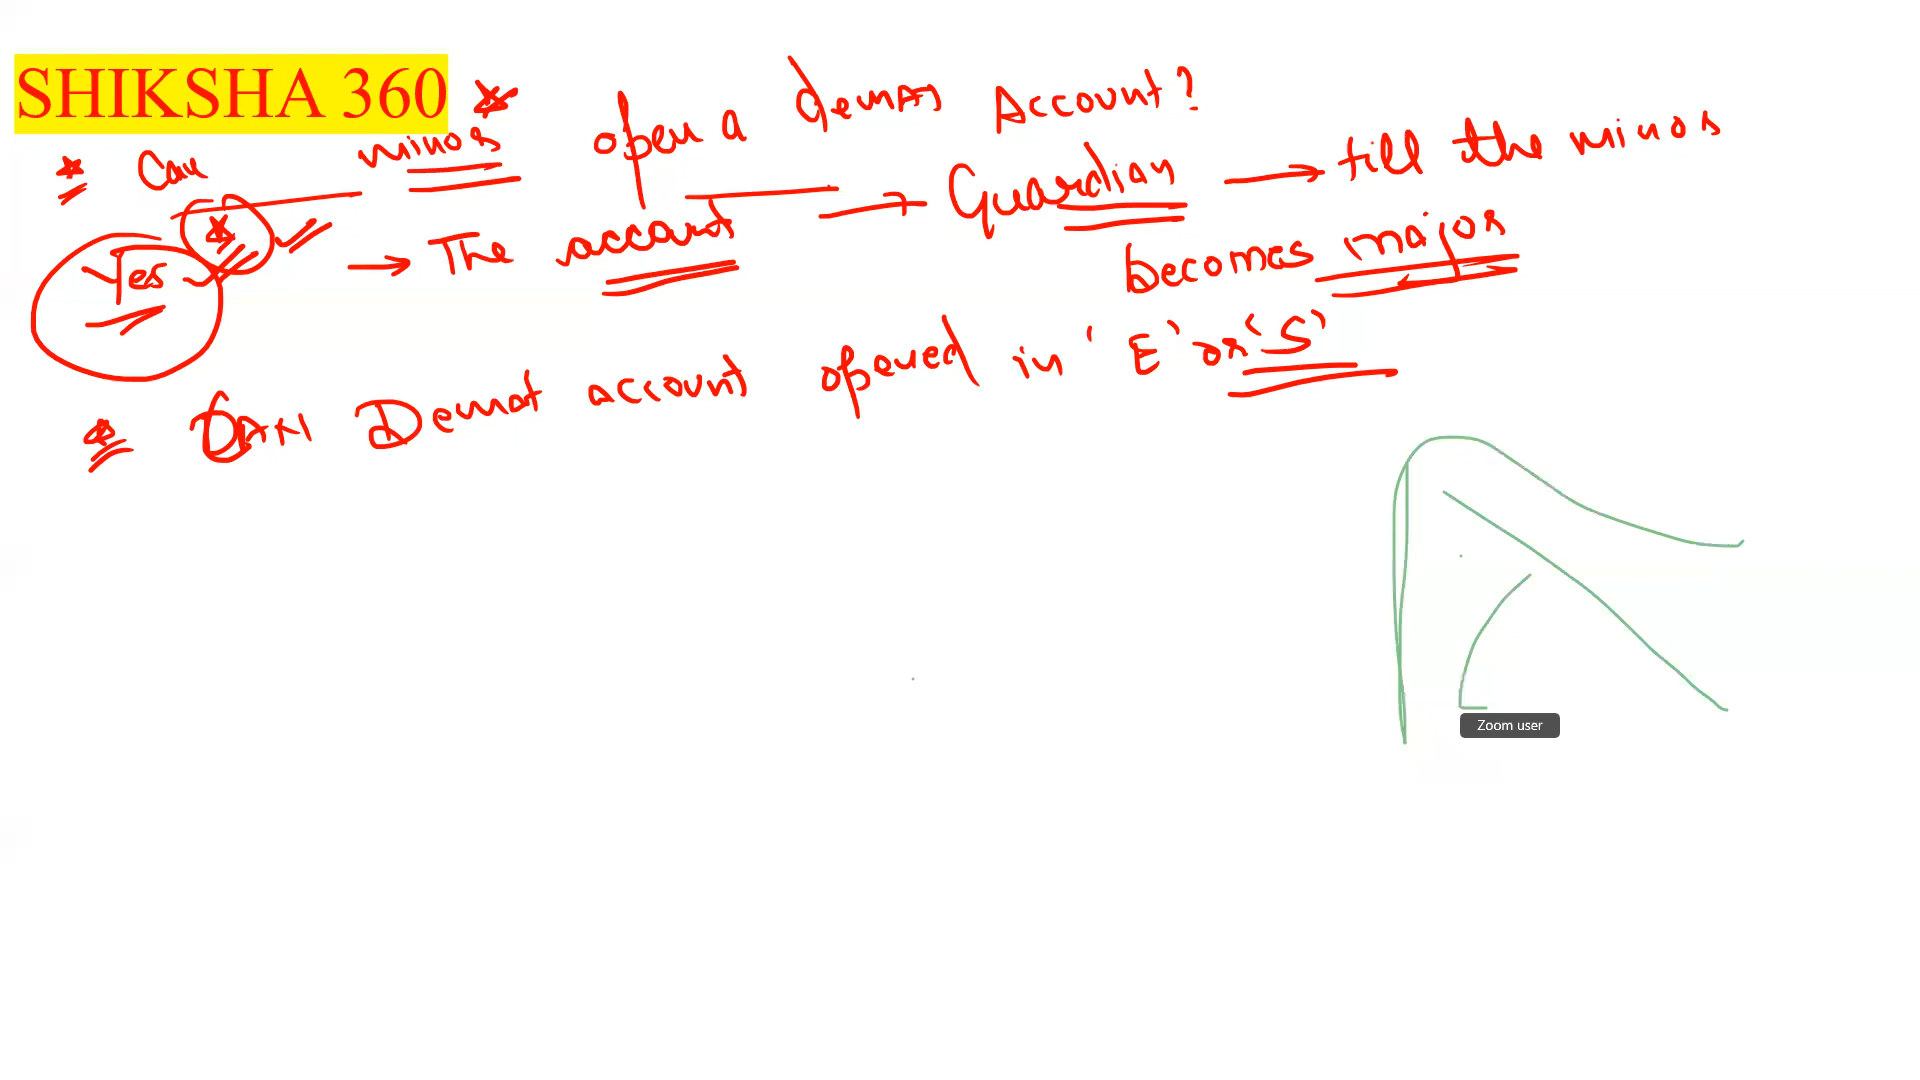 SHIKSHA 360
* Can minor open a demat Account?
Yes → The account → Guardian → till the minor
becomes major
* Demat account opened in 'E' or 'S'
Zoom user